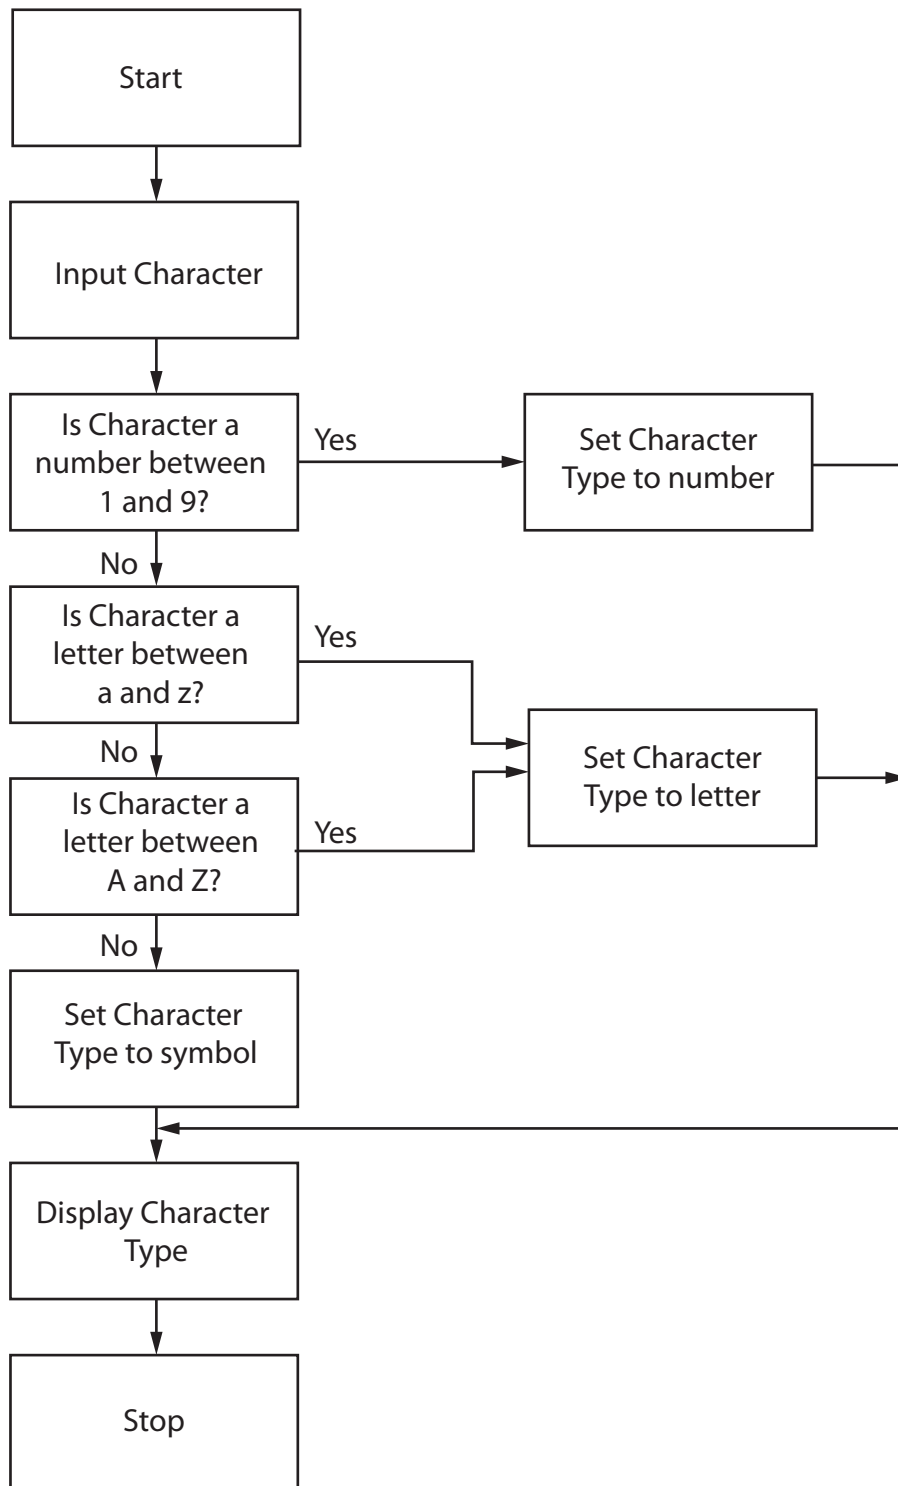 Start
Input Character
Is Character a
number between
1 and 9?
Yes
Set Character
Type to number
No
Is Character a
letter between
a and z?
Yes
Set Character
Type to letter
No
Is Character a
letter between
A and Z?
Yes
No
Set Character
Type to symbol
Display Character
Type
Stop